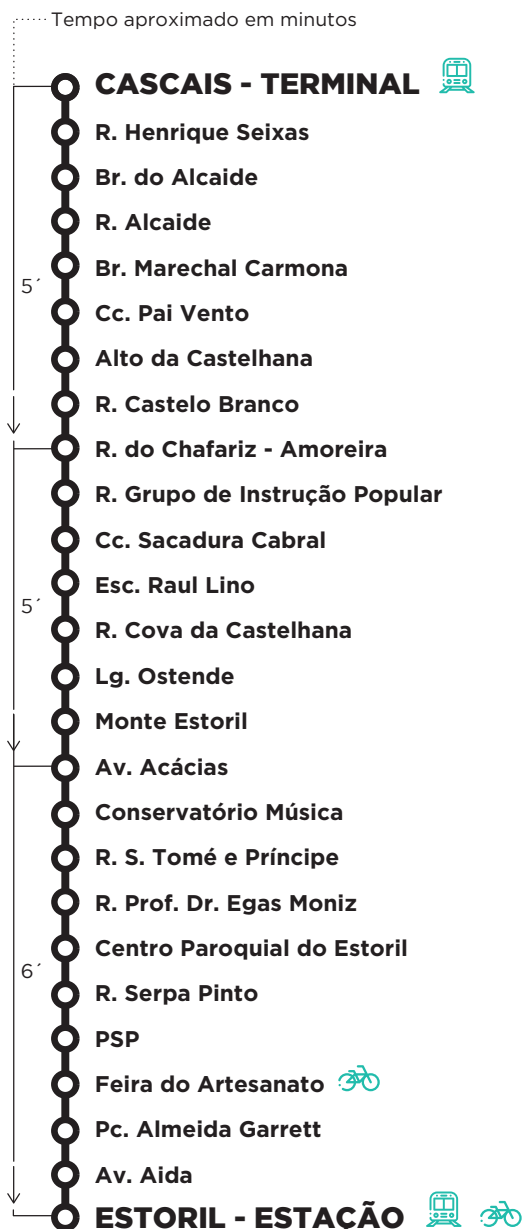 Tempo aproximado em minutos
CASCAIS - TERMINAL
R. Henrique Seixas
Br. do Alcaide
R. Alcaide
Br. Marechal Carmona
5´
Cc. Pai Vento
Alto da Castelhana
R. Castelo Branco
R. do Chafariz - Amoreira
R. Grupo de Instrução Popular
Cc. Sacadura Cabral
Esc. Raul Lino
5´
R. Cova da Castelhana
Lg. Ostende
Monte Estoril
Av. Acácias
Conservatório Música
R. S. Tomé e Príncipe
R. Prof. Dr. Egas Moniz
Centro Paroquial do Estoril
6´
R. Serpa Pinto
PSP
Feira do Artesanato
Pc. Almeida Garrett
Av. Aida
ESTORIL - ESTAÇÃO